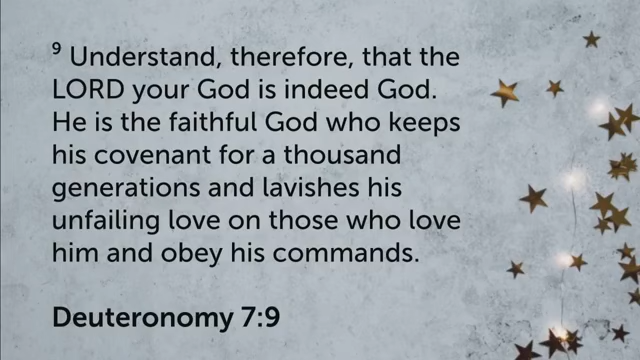 ⁹ Understand, therefore, that the
LORD your God is indeed God.
He is the faithful God who keeps
his covenant for a thousand
generations and lavishes his
unfailing love on those who love
him and obey his commands.
Deuteronomy 7:9